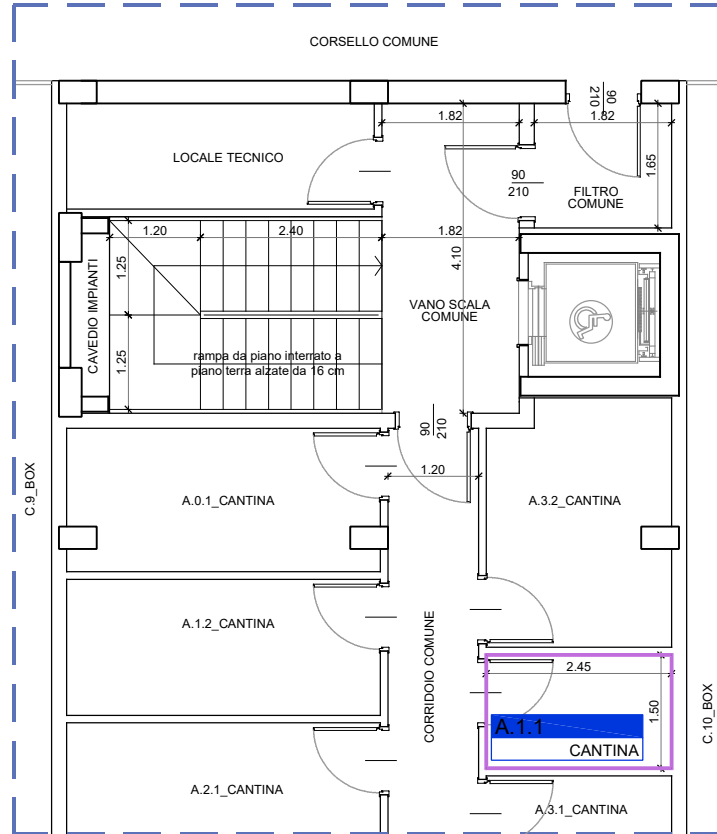 CORSELLO COMUNE
90
210
1.82
1.82
LOCALE TECNICO
90
210
FILTRO
COMUNE
1.65
1.20
2.40
1.82
4.10
CAVEDIO IMPIANTI
1.25
1.25
VANO SCALA
COMUNE
rampa da piano interrato a
piano terra alzate da 16 cm
90
210
1.20
C.9_BOX
A.0.1_CANTINA
A.3.2_CANTINA
A.1.2_CANTINA
CORRIDOIO COMUNE
2.45
1.50
C.10_BOX
A.1.1
CANTINA
A.2.1_CANTINA
A.3.1_CANTINA